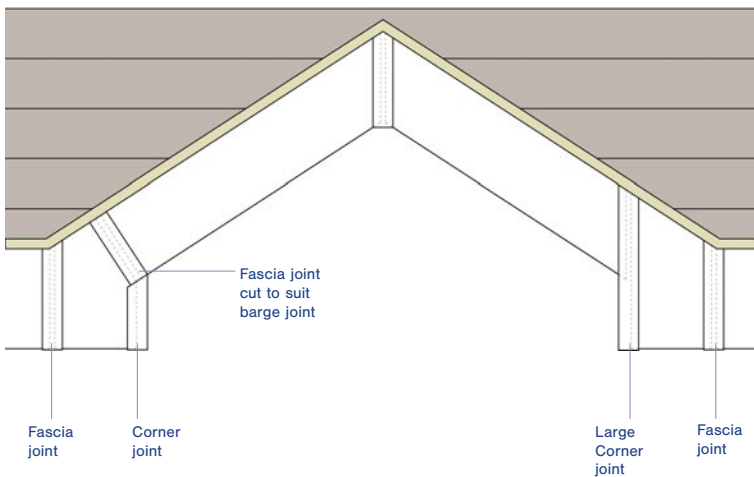 Fascia joint
cut to suit
barge joint
Fascia
joint
Corner
joint
Large
Corner
joint
Fascia
joint